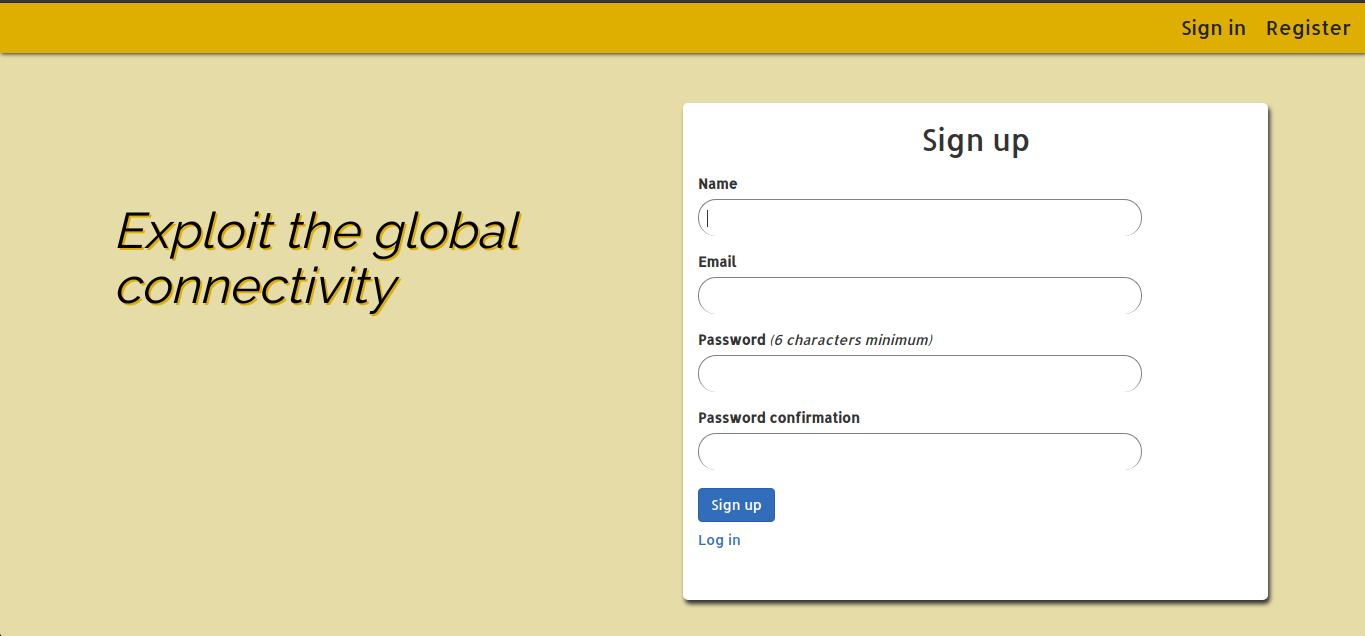 Sign in Register
Exploit the global
connectivity
Sign up
Name
Email
Password (6 characters minimum)
Password confirmation
Sign up
Log in